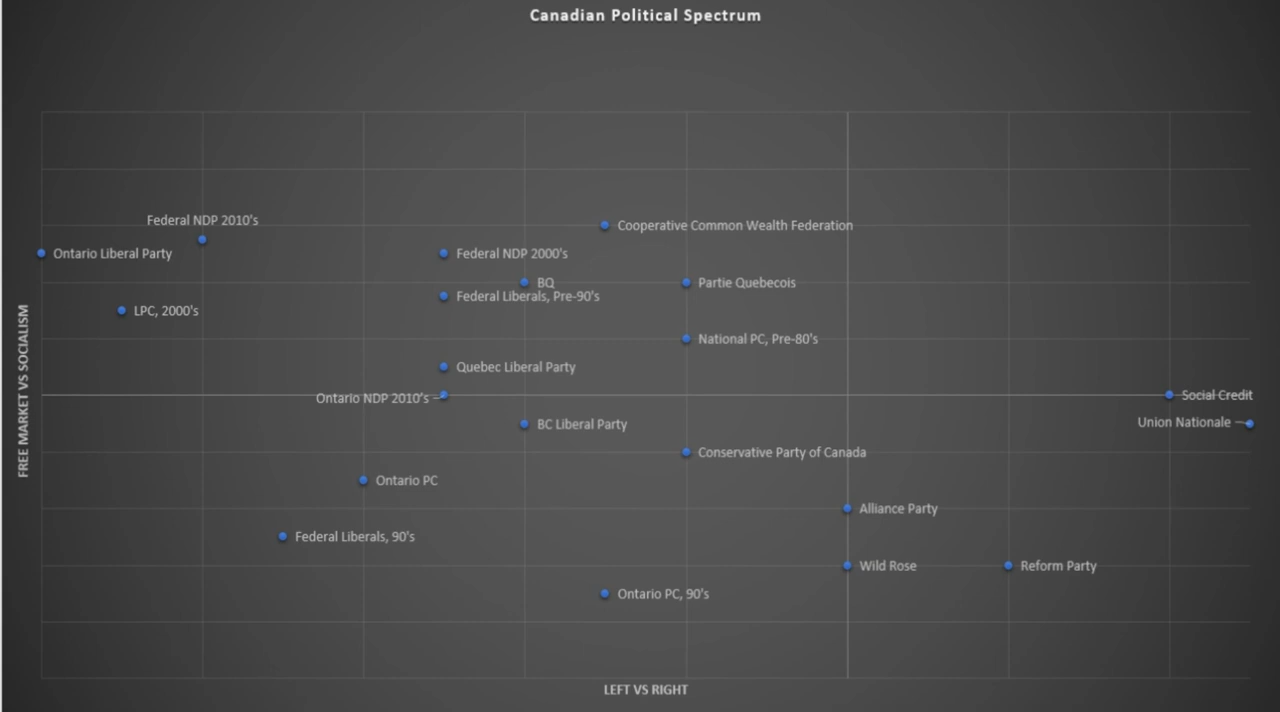 Canadian Political Spectrum
Federal NDP 2010's
Cooperative Common Wealth Federation
Ontario Liberal Party
Federal NDP 2000's
BQ
Partie Quebecois
Federal Liberals, Pre-90's
LPC, 2000's
National PC, Pre-80's
Quebec Liberal Party
Ontario NDP 2010's
Social Credit
BC Liberal Party
Union Nationale
Conservative Party of Canada
Ontario PC
Alliance Party
Federal Liberals, 90's
Wild Rose
Reform Party
Ontario PC, 90's
FREE MARKET VS SOCIALISM
LEFT VS RIGHT